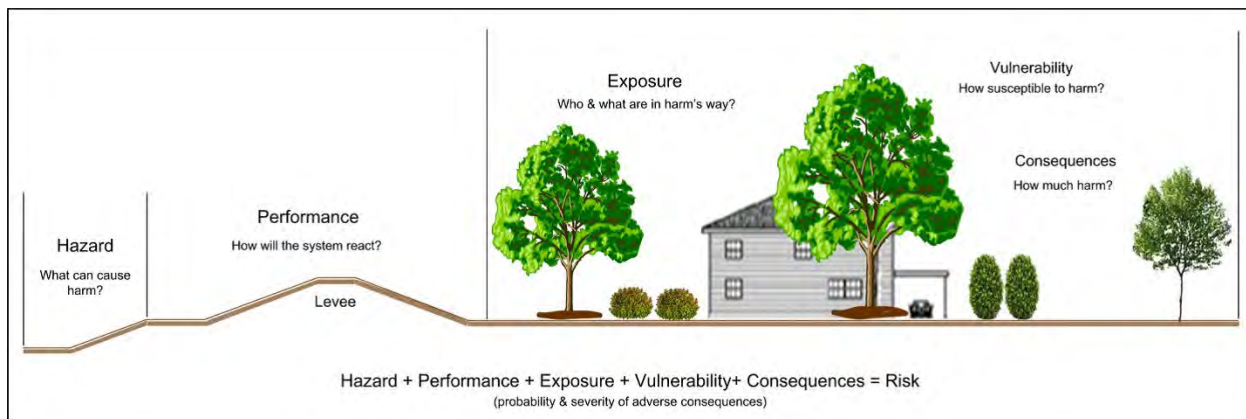 Hazard
What can cause
harm?
Performance
How will the system react?
Levee
Exposure
Who & what are in harm's way?
Vulnerability
How susceptible to harm?
Consequences
How much harm?
Hazard + Performance + Exposure + Vulnerability+ Consequences = Risk
(probability & severity of adverse consequences)